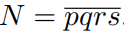 N = \overline{pqrs}.